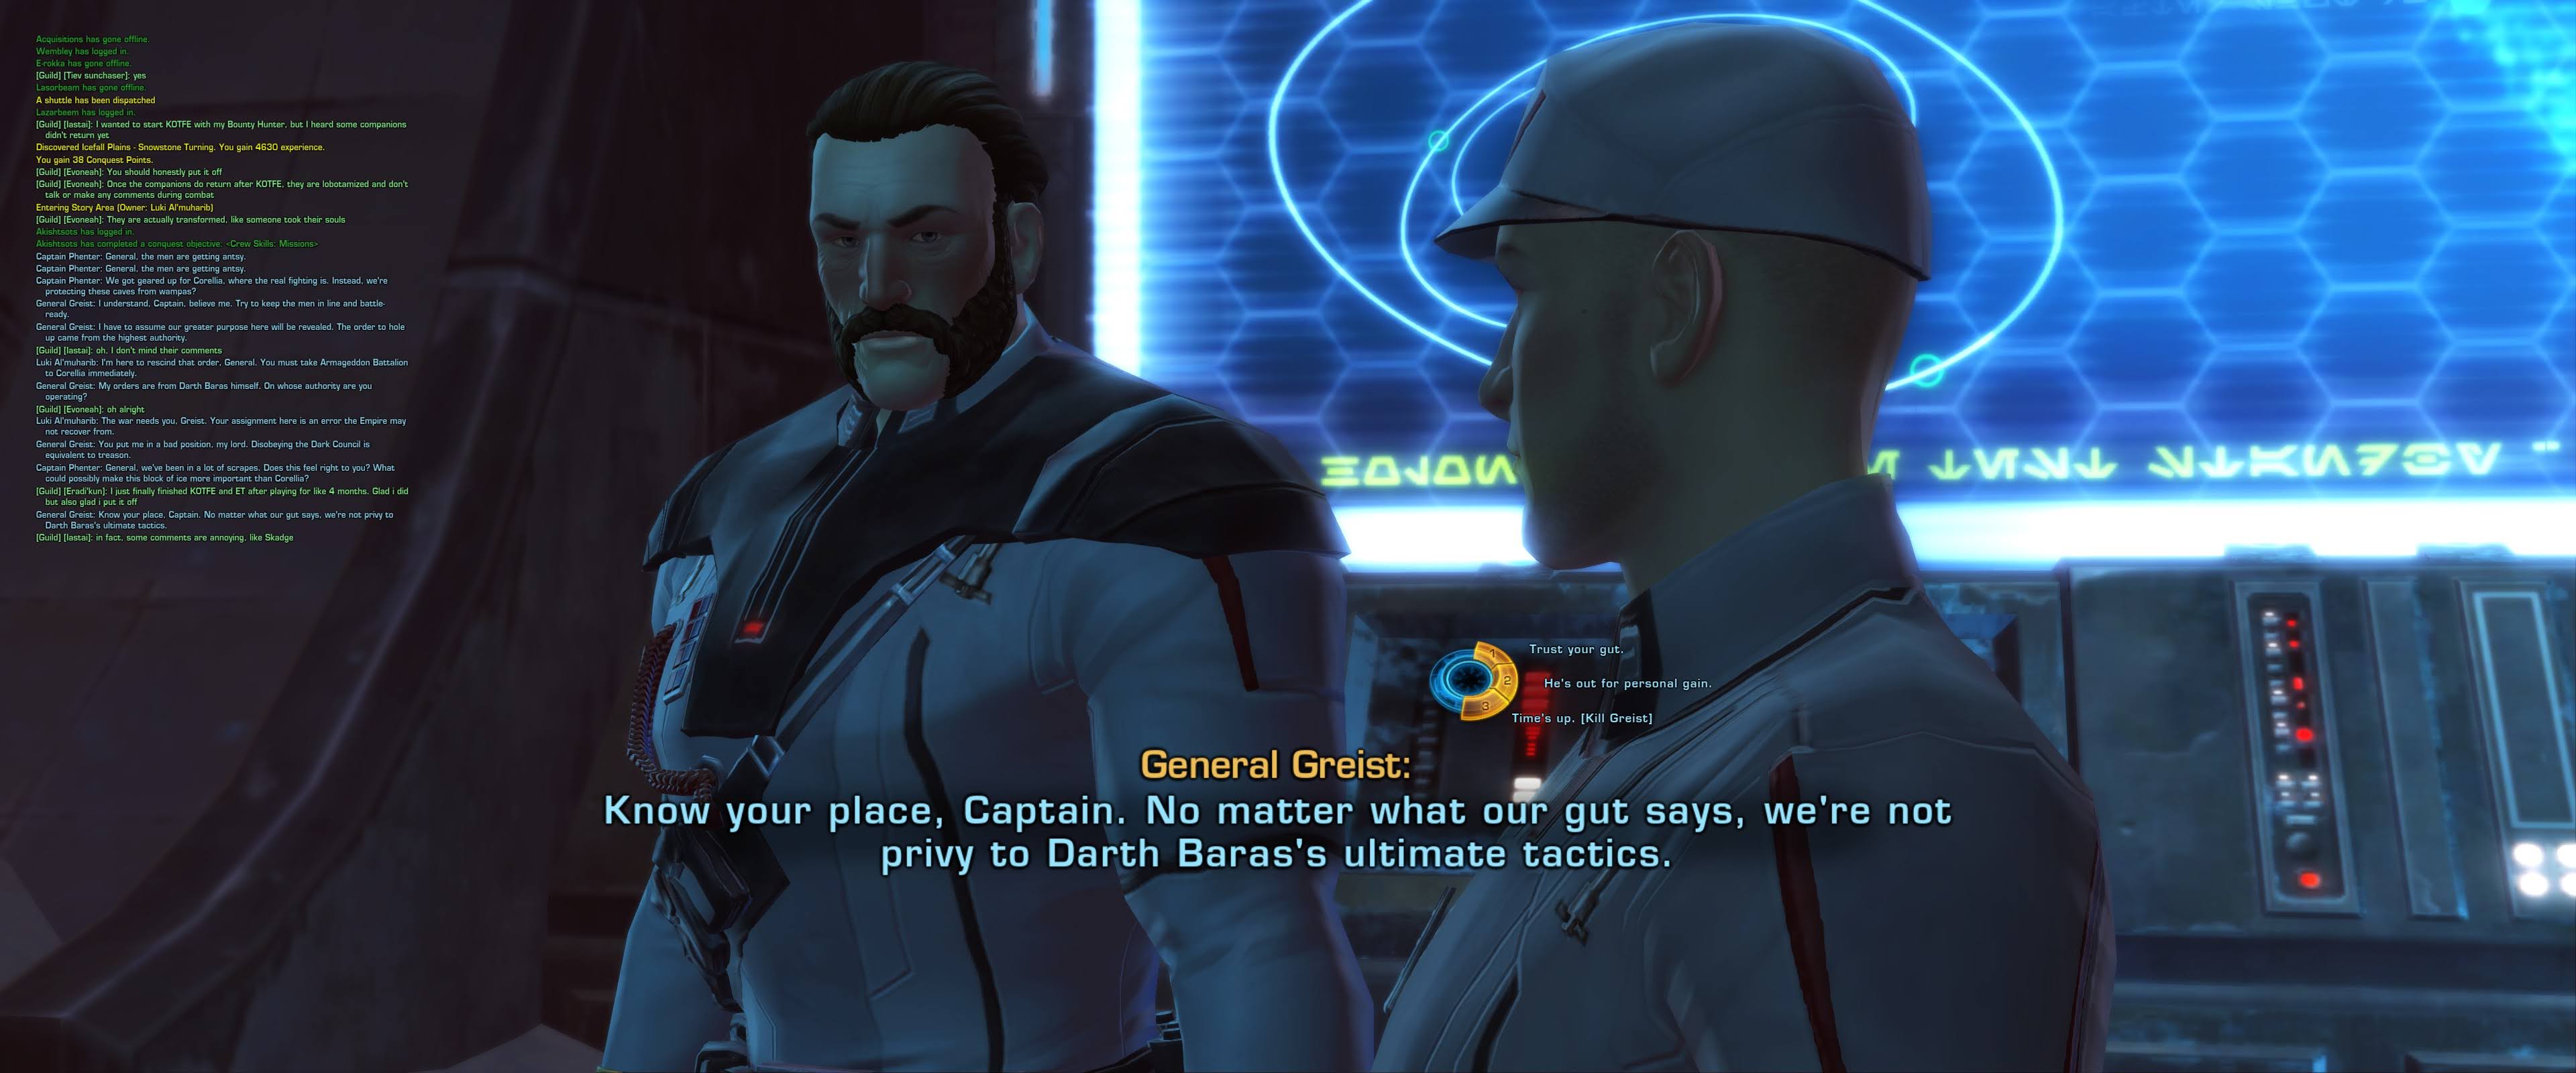 Acquisitions has gone offline.
Wembley has logged in.
E-rokka has gone offline.
[Guild] [Tiev sunchaser]: yes
Lasorbeam has gone offline.
A shuttle has been dispatched
Lazarbeem has logged in.
[Guild] [Iastai]: I wanted to start KOTFE with my Bounty Hunter, but I heard some companions
didn't return yet
Discovered Icefall Plains - Snowstone Turning. You gain 4630 experience.
You gain 38 Conquest Points.
[Guild] [Evoneah]: You should honestly put it off
[Guild] [Evoneah]: Once the companions do return after KOTFE, they are lobotamized and don't
talk or make any comments during combat
Entering Story Area (Owner: Luki Al'muharib)
[Guild] [Evoneah]: They are actually transformed, like someone took their souls
Akishtsots has logged in.
Akishtsots has completed a conquest objective: <Crew Skills: Missions>
Captain Phenter: General, the men are getting antsy.
Captain Phenter: General, the men are getting antsy.
Captain Phenter: We got geared up for Corellia, where the real fighting is. Instead, we're
protecting these caves from wampas?
General Greist: I understand, Captain, believe me. Try to keep the men in line and battle-
ready.
General Greist: I have to assume our greater purpose here will be revealed. The order to hole
up came from the highest authority.
[Guild] [Iastai]: oh, I don't mind their comments
Luki Al'muharib: I'm here to rescind that order, General. You must take Armageddon Battalion
to Corellia immediately.
General Greist: My orders are from Darth Baras himself. On whose authority are you
operating?
[Guild] [Evoneah]: oh alright
Luki Al'muharib: The war needs you, Greist. Your assignment here is an error the Empire may
not recover from.
General Greist: You put me in a bad position, my lord. Disobeying the Dark Council is
equivalent to treason.
Captain Phenter: General, we've been in a lot of scrapes. Does this feel right to you? What
could possibly make this block of ice more important than Corellia?
[Guild] [Eradi'kun]: I just finally finished KOTFE and ET after playing for like 4 months. Glad i did
but also glad i put it off
General Greist: Know your place, Captain. No matter what our gut says, we're not privy to
Darth Baras's ultimate tactics.
[Guild] [Iastai]: in fact, some comments are annoying, like Skadge
1 Trust your gut.
2 He's out for personal gain.
3 Time's up. [Kill Greist]
General Greist:
Know your place, Captain. No matter what our gut says, we're not
privy to Darth Baras's ultimate tactics.